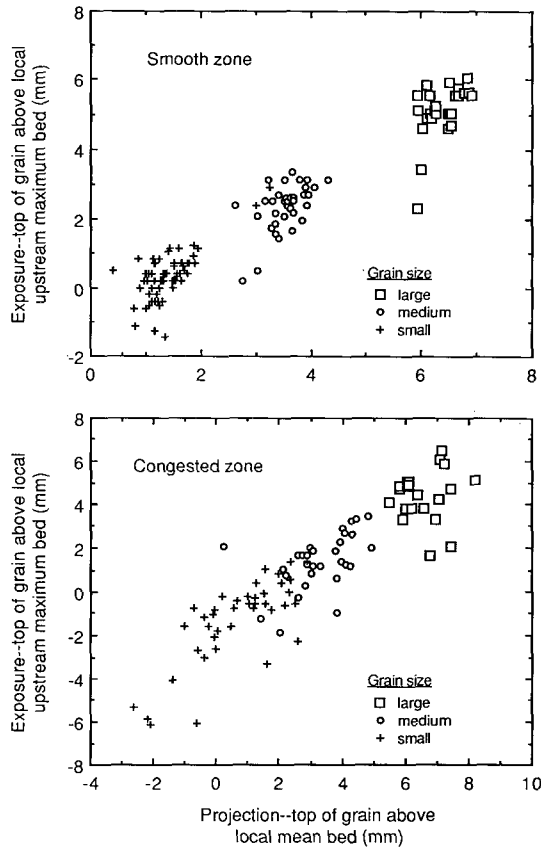 Exposure--top of grain above local
upstream maximum bed (mm)
8
6
4
2
0
-2
Smooth zone
Grain size
large
medium
small
0 2 4 6 8
Exposure--top of grain above local
upstream maximum bed (mm)
8
6
4
2
0
-2
-4
-6
-8
Congested zone
Grain size
large
medium
small
-4 -2 0 2 4 6 8 10
Projection--top of grain above
local mean bed (mm)